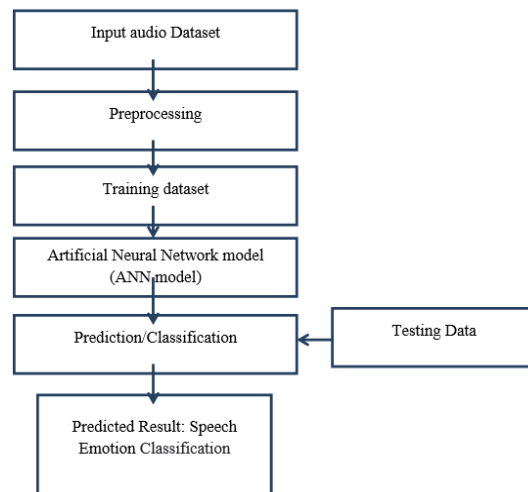 Input audio Dataset
Preprocessing
Training dataset
Artificial Neural Network model
(ANN model)
Prediction/Classification
Testing Data
Predicted Result: Speech
Emotion Classification